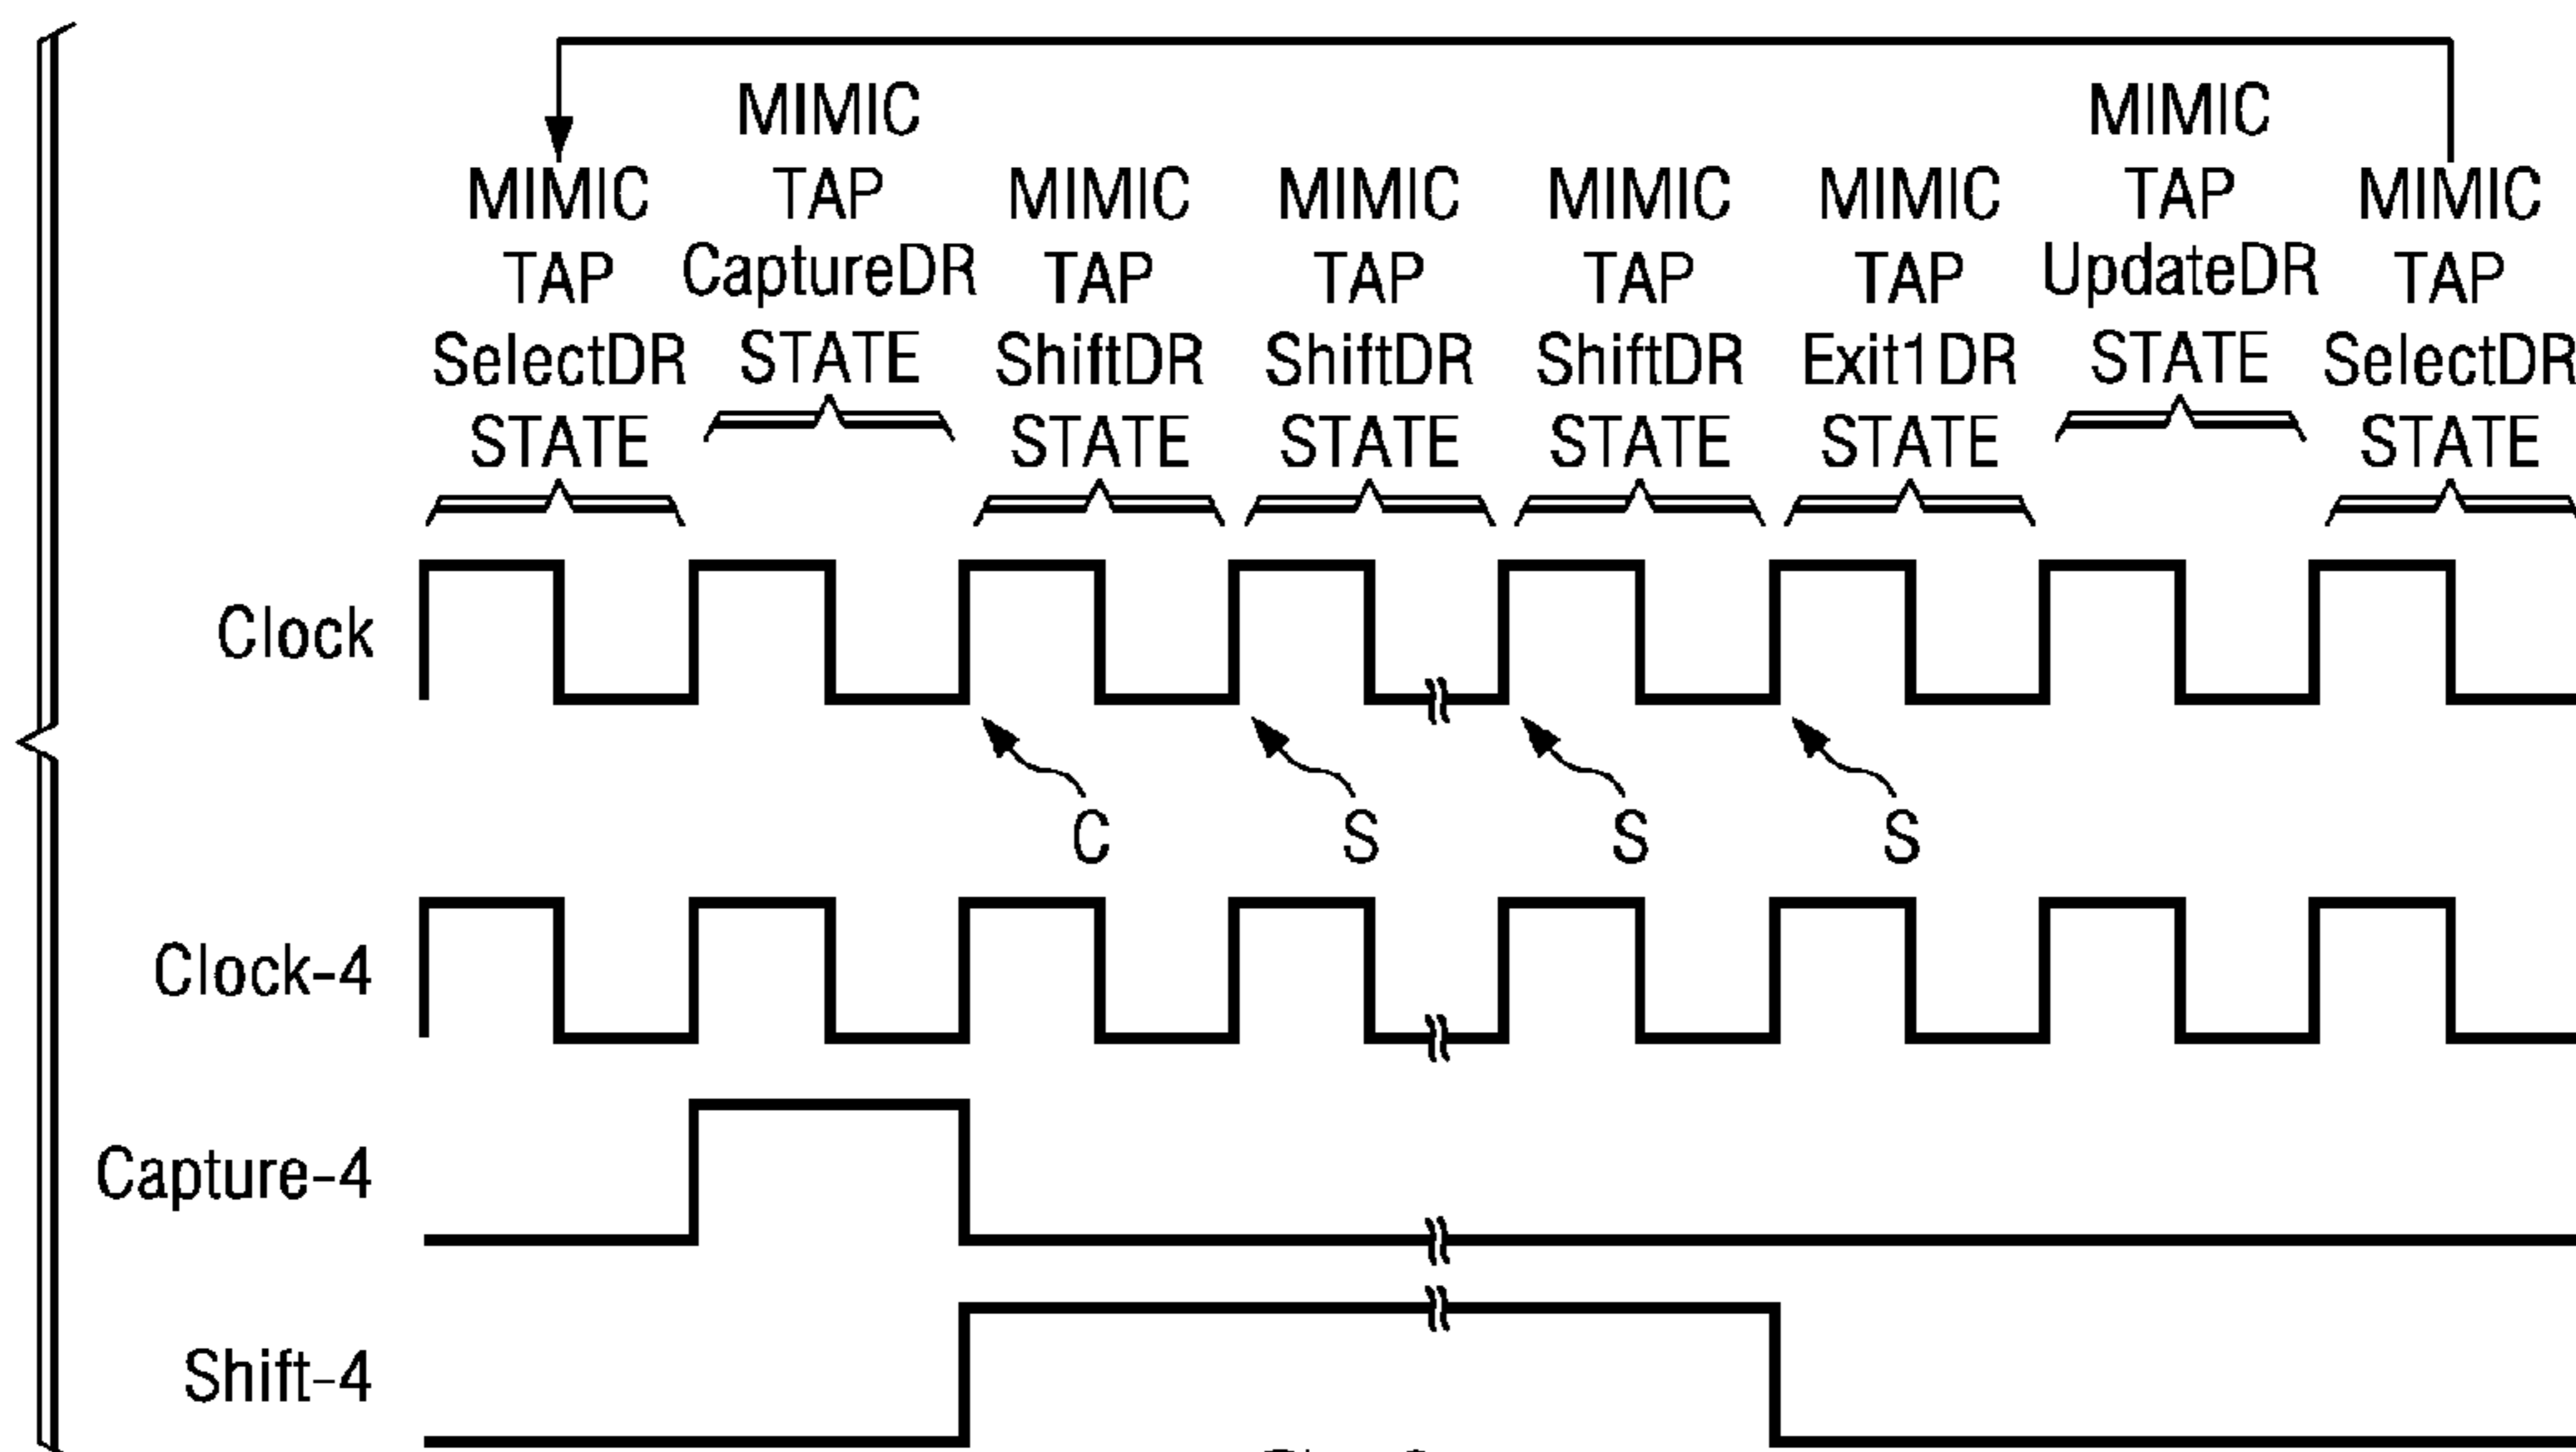 MIMIC
TAP
SelectDR
STATE
MIMIC
TAP
CaptureDR
STATE
MIMIC
TAP
ShiftDR
STATE
MIMIC
TAP
ShiftDR
STATE
MIMIC
TAP
ShiftDR
STATE
MIMIC
TAP
Exit1DR
STATE
MIMIC
TAP
UpdateDR
STATE
MIMIC
TAP
SelectDR
STATE
Clock
C
S
S
S
Clock-4
Capture-4
Shift-4